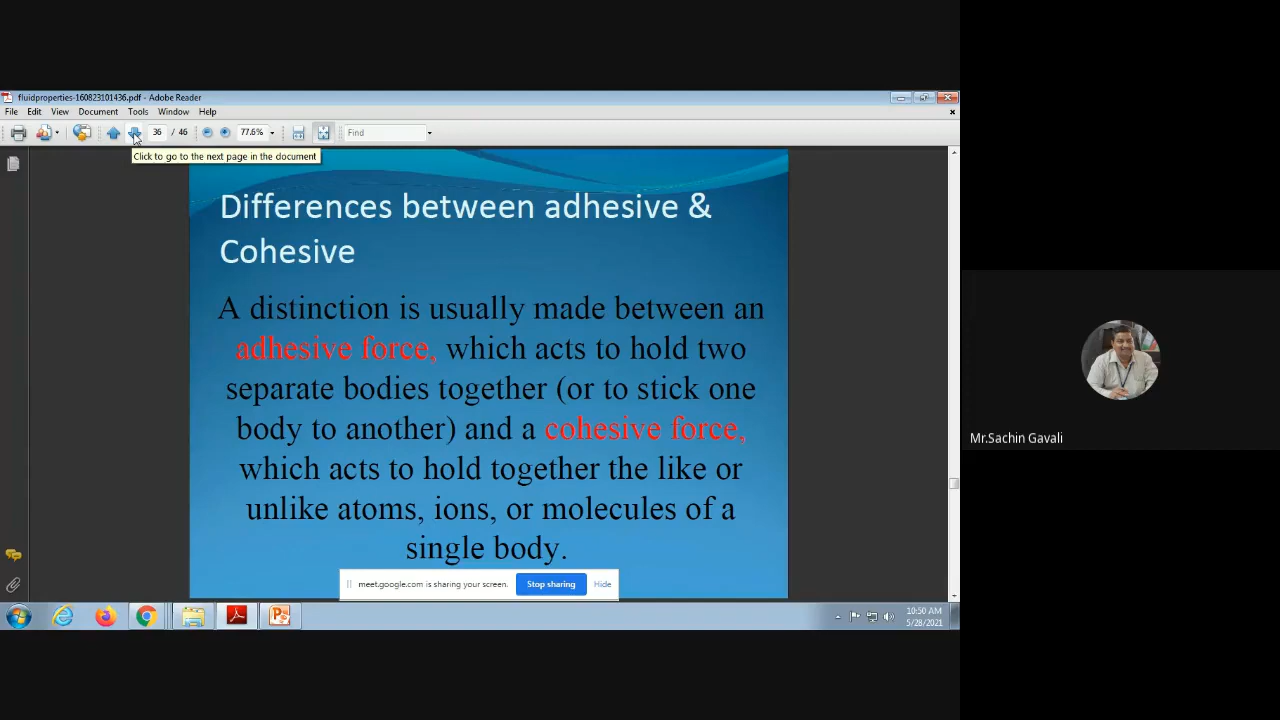 fluidproperties-160823101436.pdf - Adobe Reader
File Edit View Document Tools Window Help
36 / 46 77.6% Find
Click to go to the next page in the document
Differences between adhesive &
Cohesive
A distinction is usually made between an
adhesive force, which acts to hold two
separate bodies together (or to stick one
body to another) and a cohesive force,
which acts to hold together the like or
unlike atoms, ions, or molecules of a
single body.
meet.google.com is sharing your screen. Stop sharing Hide
10:50 AM
5/28/2021
Mr.Sachin Gavali